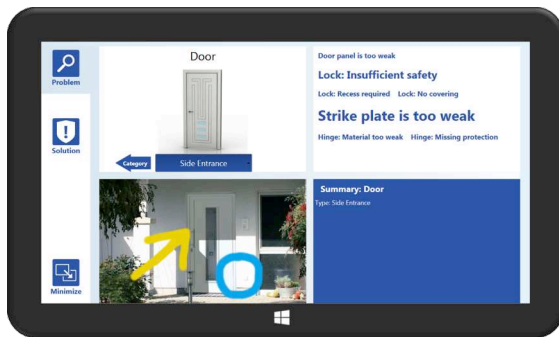 Problem
Solution
Minimize
Door
Category
Side Entrance
Door panel is too weak
Lock: Insufficient safety
Lock: Recess required Lock: No covering
Strike plate is too weak
Hinge: Material too weak Hinge: Missing protection
Summary: Door
Type: Side Entrance